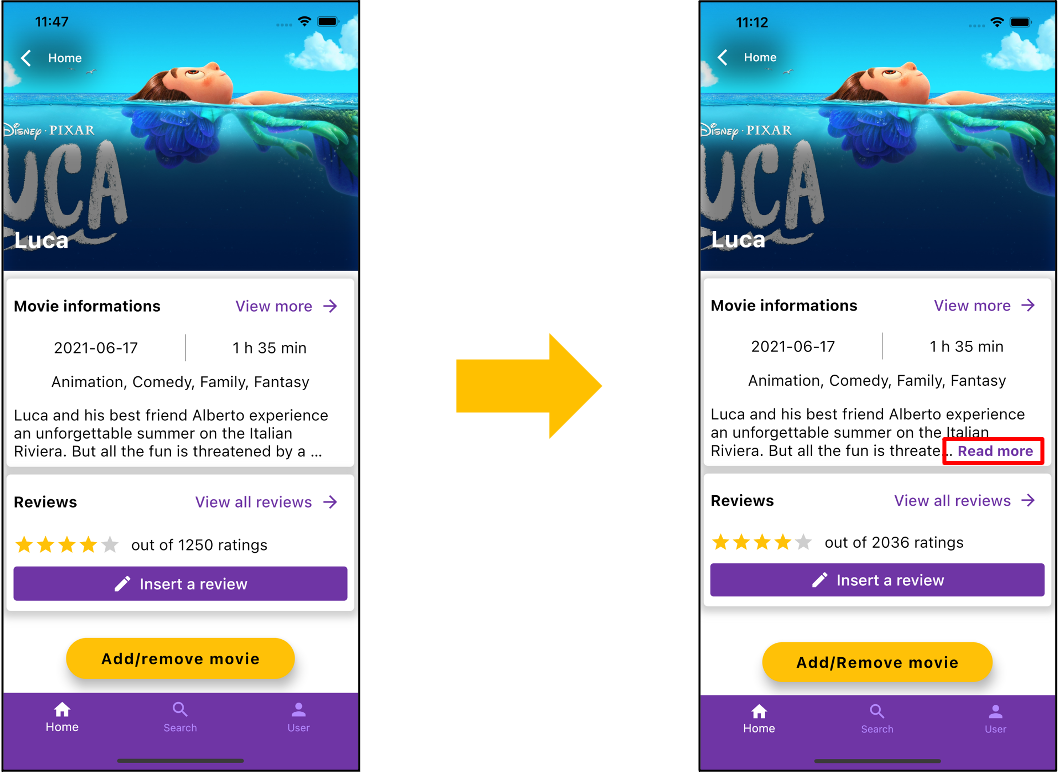 11:47
Home
Disney · PIXAR
LUCA
Luca
Movie informations
View more →
2021-06-17
1 h 35 min
Animation, Comedy, Family, Fantasy
Luca and his best friend Alberto experience
an unforgettable summer on the Italian
Riviera. But all the fun is threatened by a ...
Reviews
View all reviews →
out of 1250 ratings
Insert a review
Add/remove movie
Home
Search
User
11:12
Home
Disney · PIXAR
LUCA
Luca
Movie informations
View more →
2021-06-17
1 h 35 min
Animation, Comedy, Family, Fantasy
Luca and his best friend Alberto experience
an unforgettable summer on the Italian
Riviera. But all the fun is threate... Read more
Reviews
View all reviews →
out of 2036 ratings
Insert a review
Add/Remove movie
Home
Search
User